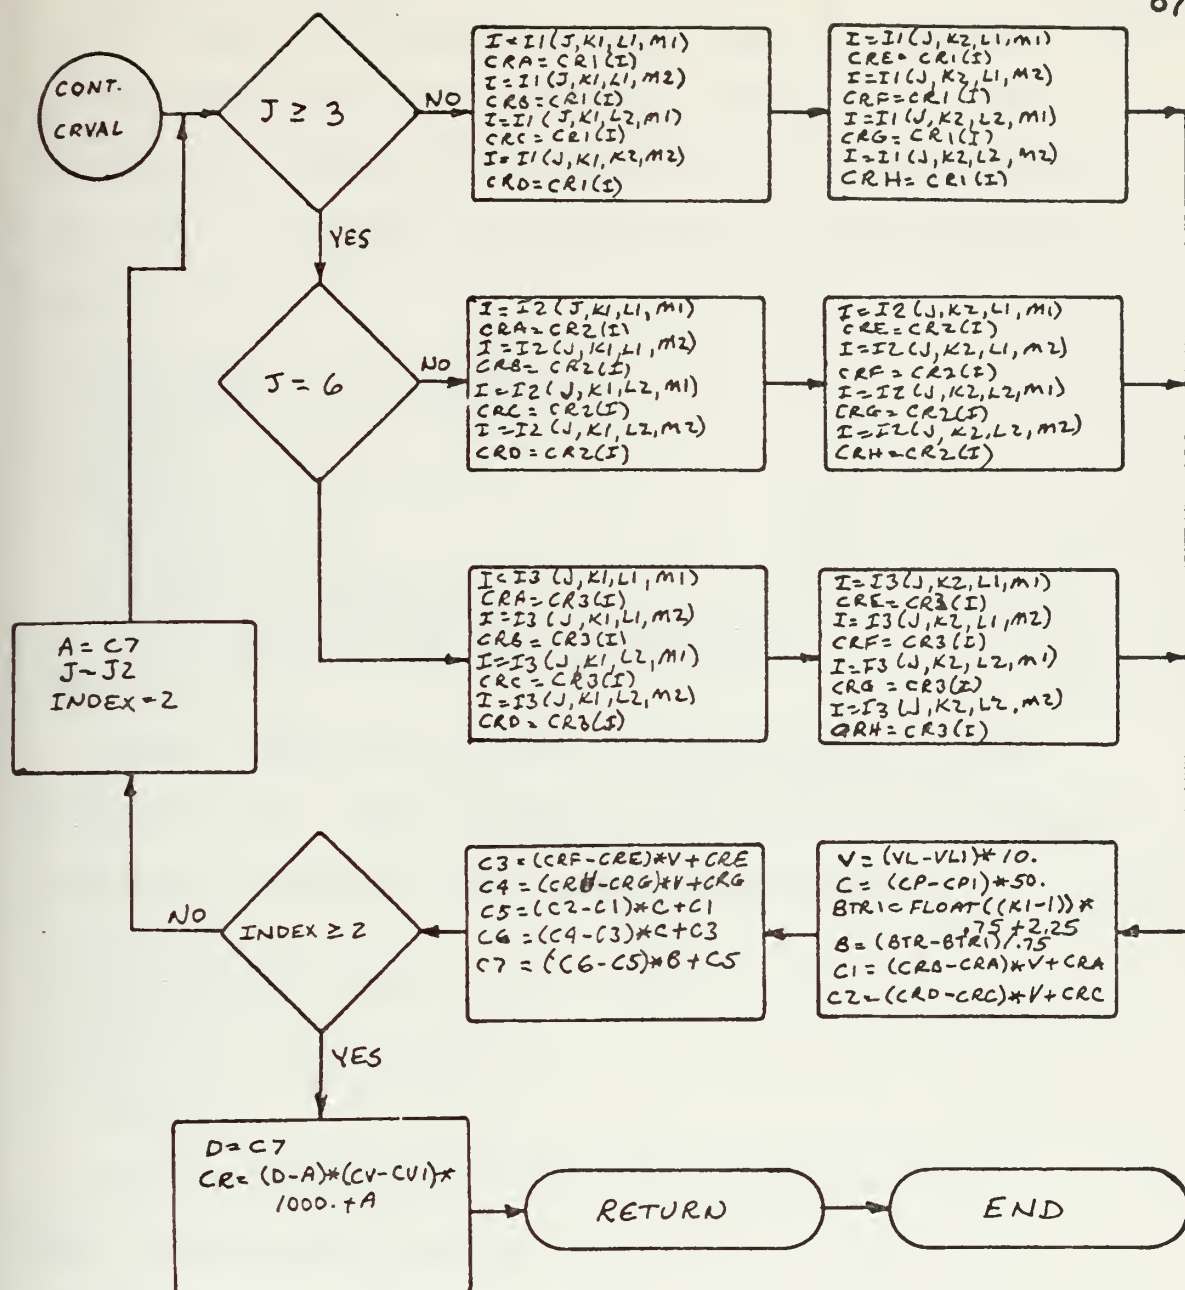 67
CONT.
CRVAL
J ≥ 3
NO
YES
I=I1(J,K1,L1,M1)
CRA=CR1(I)
I=I1(J,K1,L1,M2)
CRB=CR1(I)
I=I1(J,K1,L2,M1)
CRC=CR1(I)
I=I1(J,K1,K2,M2)
CRD=CR1(I)
I=I1(J,K2,L1,M1)
CRE=CR1(I)
I=I1(J,K2,L1,M2)
CRF=CR1(I)
I=I1(J,K2,L2,M1)
CRG=CR1(I)
I=I1(J,K2,L2,M2)
CRH=CR1(I)
J = 6
NO
I=I2(J,K1,L1,M1)
CRA=CR2(I)
I=I2(J,K1,L1,M2)
CRB=CR2(I)
I=I2(J,K1,L2,M1)
CRC=CR2(I)
I=I2(J,K1,L2,M2)
CRD=CR2(I)
I=I2(J,K2,L1,M1)
CRE=CR2(I)
I=I2(J,K2,L1,M2)
CRF=CR2(I)
I=I2(J,K2,L2,M1)
CRG=CR2(I)
I=I2(J,K2,L2,M2)
CRH=CR2(I)
I=I3(J,K1,L1,M1)
CRA=CR3(I)
I=I3(J,K1,L1,M2)
CRB=CR3(I)
I=I3(J,K1,L2,M1)
CRC=CR3(I)
I=I3(J,K1,L2,M2)
CRD=CR3(I)
I=I3(J,K2,L1,M1)
CRE=CR3(I)
I=I3(J,K2,L1,M2)
CRF=CR3(I)
I=I3(J,K2,L2,M1)
CRG=CR3(I)
I=I3(J,K2,L2,M2)
CRH=CR3(I)
A=C7
J=J2
INDEX=2
V=(VL-VL1)*10.
C=(CP-CP1)*50.
BTR1=FLOAT((K1-1))*
.75+2.25
B=(BTR-BTR1)/.75
C1=(CRB-CRA)*V+CRA
C2=(CRD-CRC)*V+CRC
C3=(CRF-CRE)*V+CRE
C4=(CRH-CRG)*V+CRG
C5=(C2-C1)*C+C1
C6=(C4-C3)*C+C3
C7=(C6-C5)*B+C5
INDEX ≥ 2
NO
YES
D=C7
CR=(D-A)*(CV-CV1)*
1000.+A
RETURN
END